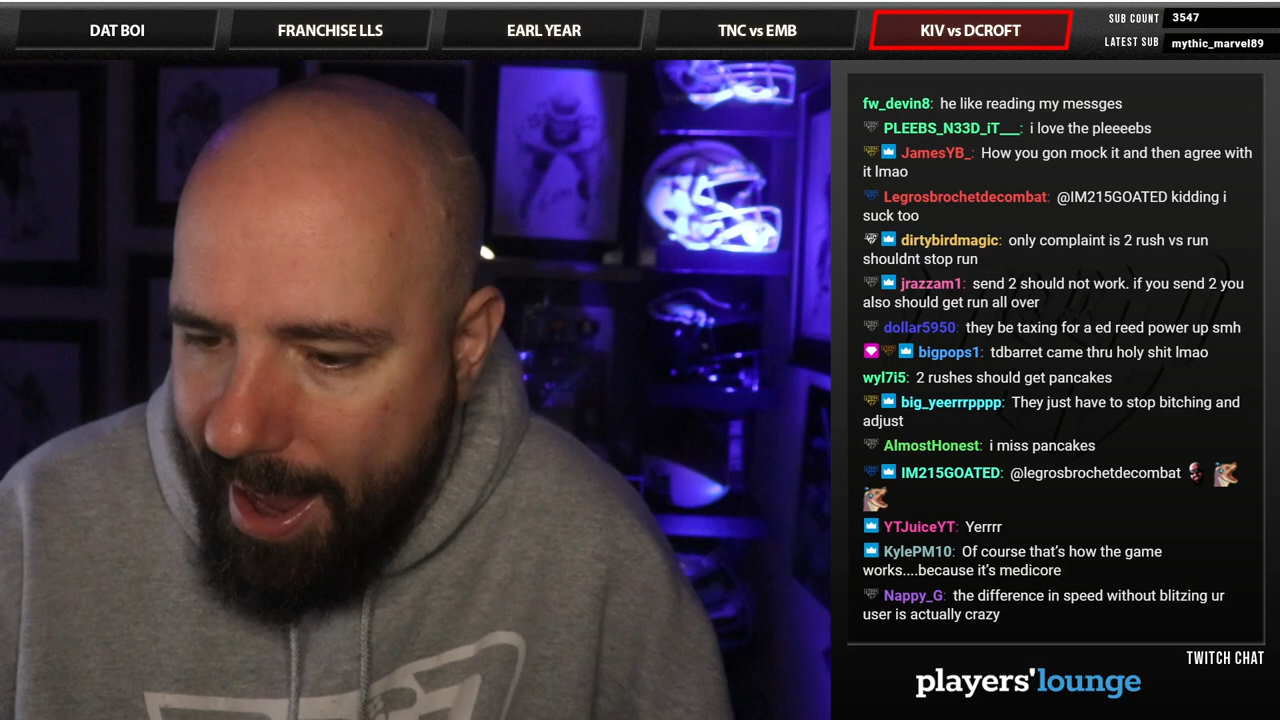 DAT BOI
FRANCHISE LLS
EARL YEAR
TNC vs EMB
KIV vs DCROFT
SUB COUNT 3547
LATEST SUB mythic_marvel89
fw_devin8: he like reading my messges
PLEEBS_N33D_iT___: i love the pleeeebs
JamesYB_: How you gon mock it and then agree with
it lmao
Legrosbrochetdecombat: @IM215GOATED kidding i
suck too
dirtybirdmagic: only complaint is 2 rush vs run
shouldnt stop run
jrazzam1: send 2 should not work. if you send 2 you
also should get run all over
dollar5950: they be taxing for a ed reed power up smh
bigpops1: tdbarret came thru holy shit lmao
wyl7i5: 2 rushes should get pancakes
big_yeerrrpppp: They just have to stop bitching and
adjust
AlmostHonest: i miss pancakes
IM215GOATED: @legrosbrochetdecombat
YTJuiceYT: Yerrrr
KylePM10: Of course that's how the game
works....because it's medicore
Nappy_G: the difference in speed without blitzing ur
user is actually crazy
TWITCH CHAT
players'lounge